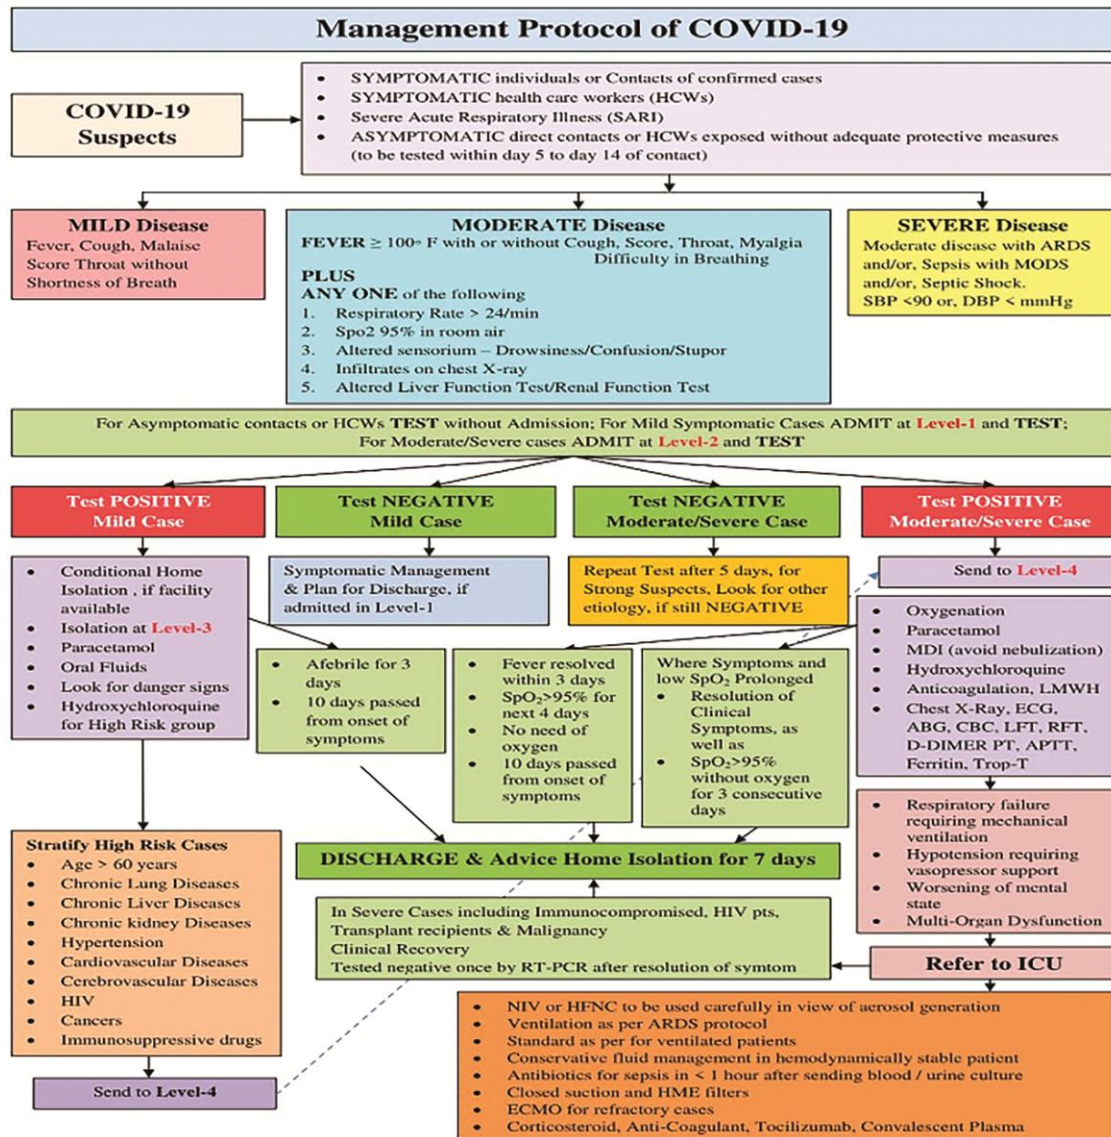 Management Protocol of COVID-19
COVID-19
Suspects
• SYMPTOMATIC individuals or Contacts of confirmed cases
• SYMPTOMATIC health care workers (HCWs)
• Severe Acute Respiratory Illness (SARI)
• ASYMPTOMATIC direct contacts or HCWs exposed without adequate protective measures
(to be tested within day 5 to day 14 of contact)
MILD Disease
Fever, Cough, Malaise
Score Throat without
Shortness of Breath
MODERATE Disease
FEVER ≥ 100◦ F with or without Cough, Score, Throat, Myalgia
Difficulty in Breathing
PLUS
ANY ONE of the following
1. Respiratory Rate > 24/min
2. Spo2 95% in room air
3. Altered sensorium – Drowsiness/Confusion/Stupor
4. Infiltrates on chest X-ray
5. Altered Liver Function Test/Renal Function Test
SEVERE Disease
Moderate disease with ARDS
and/or, Sepsis with MODS
and/or, Septic Shock.
SBP <90 or, DBP < mmHg
For Asymptomatic contacts or HCWs TEST without Admission; For Mild Symptomatic Cases ADMIT at Level-1 and TEST;
For Moderate/Severe cases ADMIT at Level-2 and TEST
Test POSITIVE
Mild Case
Test NEGATIVE
Mild Case
Test NEGATIVE
Moderate/Severe Case
Test POSITIVE
Moderate/Severe Case
• Conditional Home
Isolation , if facility
available
• Isolation at Level-3
• Paracetamol
• Oral Fluids
• Look for danger signs
• Hydroxychloroquine
for High Risk group
Symptomatic Management
& Plan for Discharge, if
admitted in Level-1
Repeat Test after 5 days, for
Strong Suspects, Look for other
etiology, if still NEGATIVE
Send to Level-4
• Oxygenation
• Paracetamol
• MDI (avoid nebulization)
• Hydroxychloroquine
• Anticoagulation, LMWH
• Chest X-Ray, ECG,
ABG, CBC, LFT, RFT,
D-DIMER PT, APTT,
Ferritin, Trop-T
• Afebrile for 3
days
• 10 days passed
from onset of
symptoms
• Fever resolved
within 3 days
• SpO2>95% for
next 4 days
• No need of
oxygen
• 10 days passed
from onset of
symptoms
Where Symptoms and
low SpO2 Prolonged
• Resolution of
Clinical
Symptoms, as
well as
• SpO2>95%
without oxygen
for 3 consecutive
days
• Respiratory failure
requiring mechanical
ventilation
• Hypotension requiring
vasopressor support
• Worsening of mental
state
• Multi-Organ Dysfunction
Stratify High Risk Cases
• Age > 60 years
• Chronic Lung Diseases
• Chronic Liver Diseases
• Chronic kidney Diseases
• Hypertension
• Cardiovascular Diseases
• Cerebrovascular Diseases
• HIV
• Cancers
• Immunosuppressive drugs
DISCHARGE & Advice Home Isolation for 7 days
In Severe Cases including Immunocompromised, HIV pts,
Transplant recipients & Malignancy
Clinical Recovery
Tested negative once by RT-PCR after resolution of symtom
Refer to ICU
Send to Level-4
• NIV or HFNC to be used carefully in view of aerosol generation
• Ventilation as per ARDS protocol
• Standard as per for ventilated patients
• Conservative fluid management in hemodynamically stable patient
• Antibiotics for sepsis in < 1 hour after sending blood / urine culture
• Closed suction and HME filters
• ECMO for refractory cases
• Corticosteroid, Anti-Coagulant, Tocilizumab, Convalescent Plasma